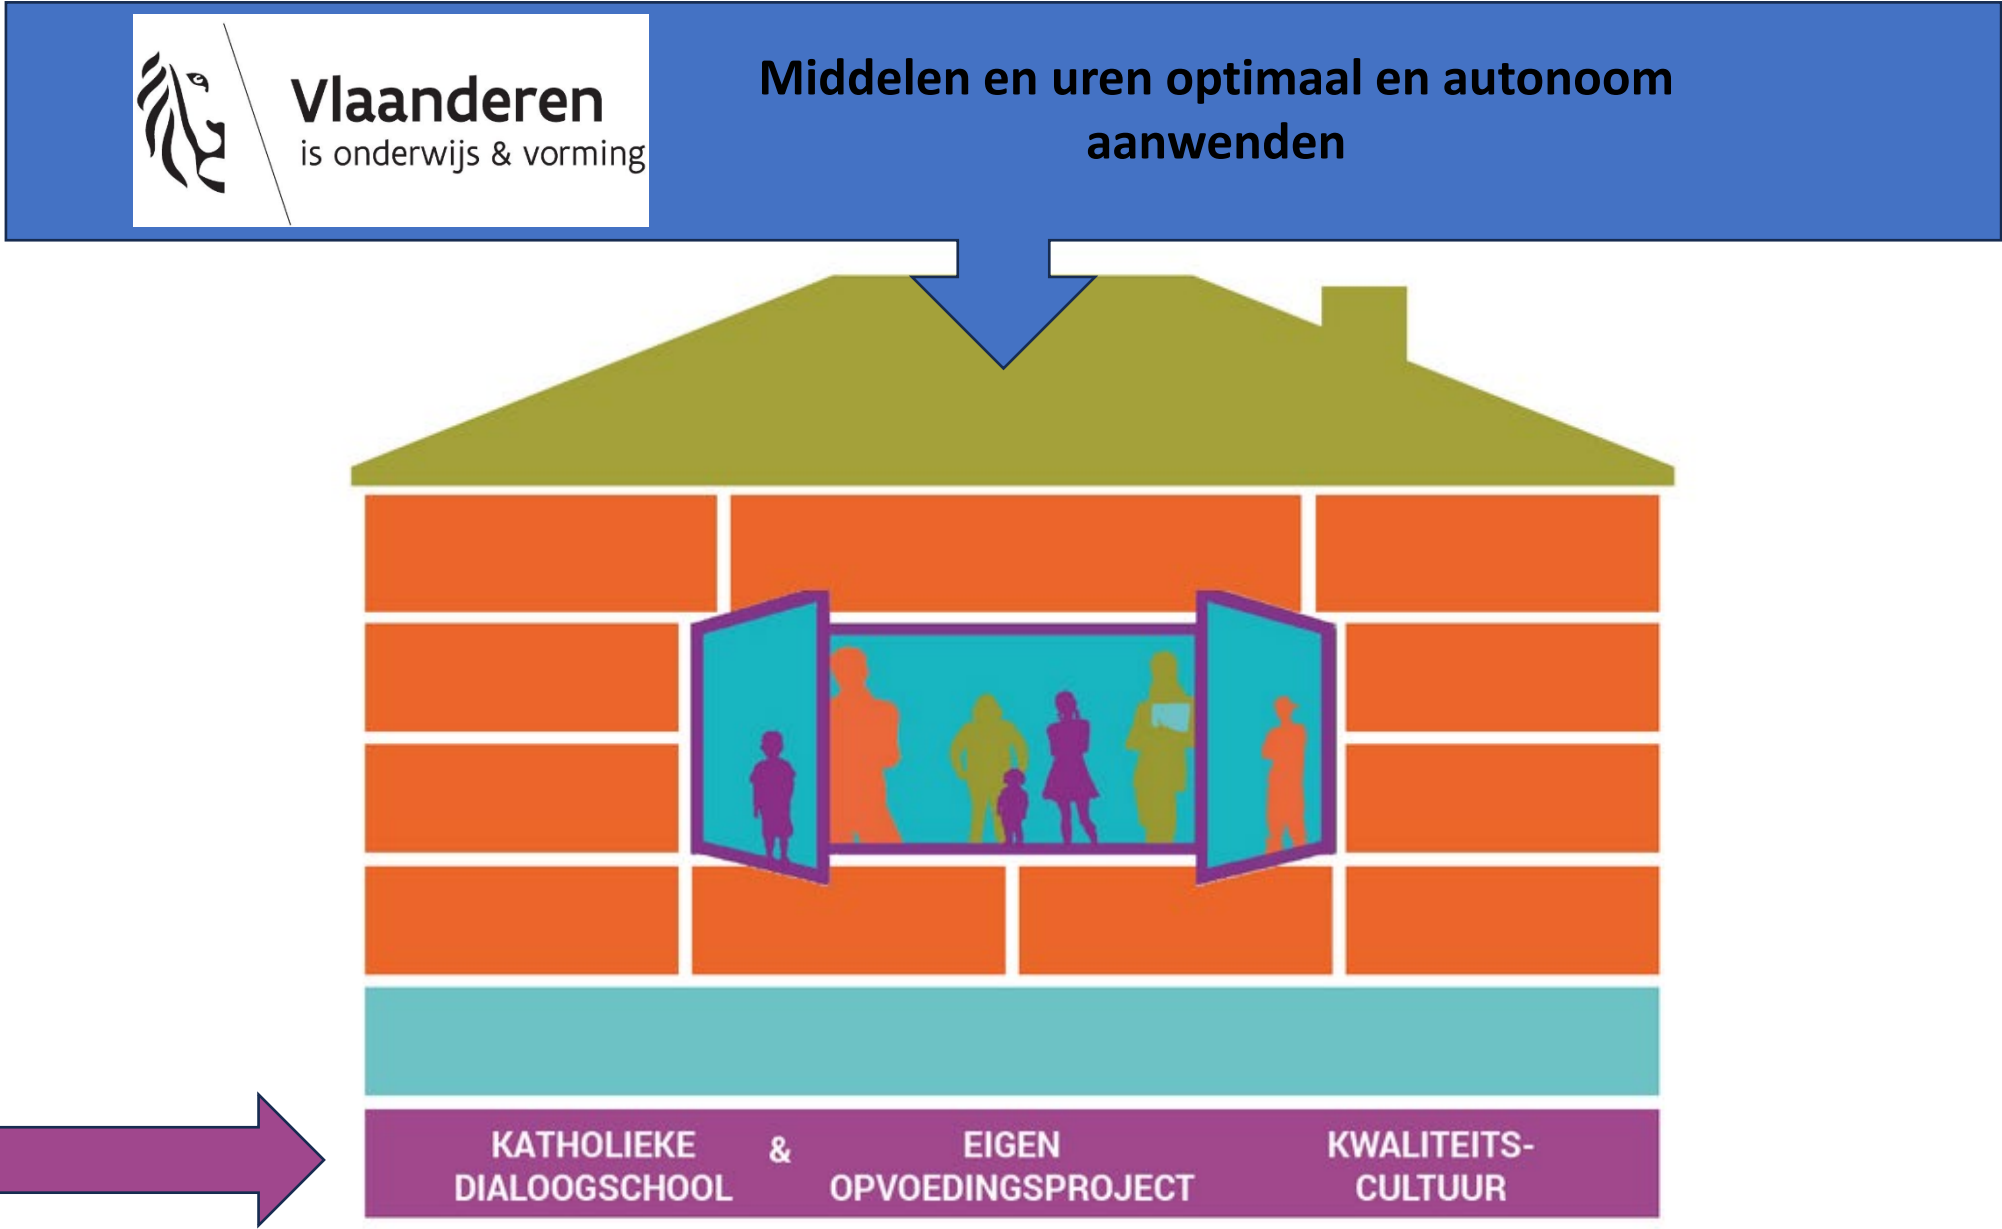 Vlaanderen
is onderwijs & vorming
Middelen en uren optimaal en autonoom
aanwenden
KATHOLIEKE
DIALOOGSCHOOL
&
EIGEN
OPVOEDINGSPROJECT
KWALITEITS-
CULTUUR